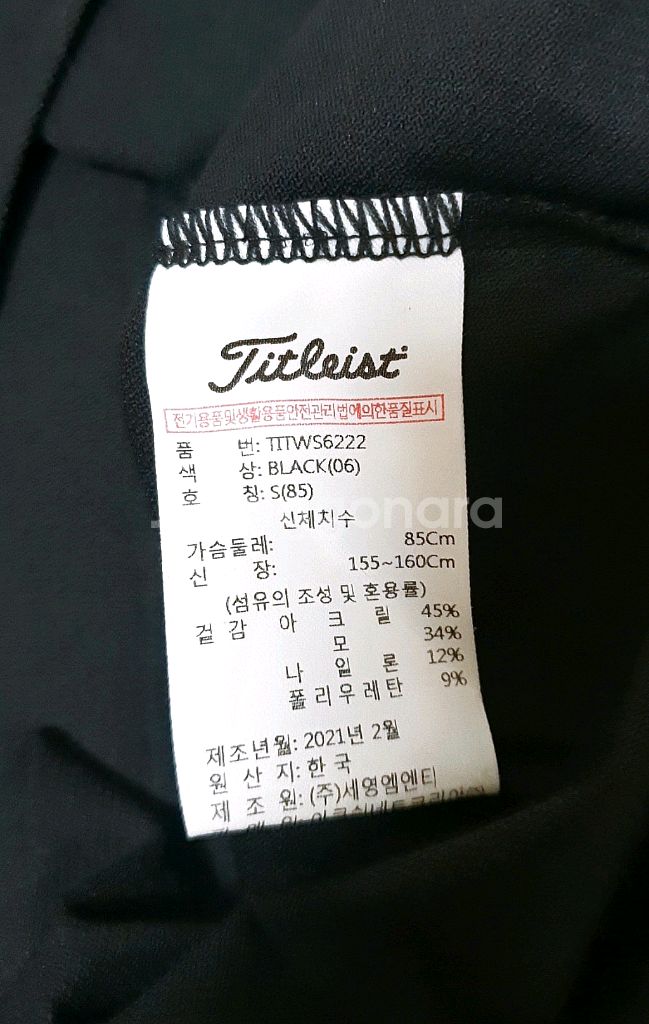 Titleist
전기용품및생활용품안전관리법에의한품질표시
품 번: TITWS6222
색 상: BLACK(06)
호 칭: S(85)
신체치수
가슴둘레: 85Cm
신 장: 155~160Cm
(섬유의 조성 및 혼용률)
겉 감 아 크 릴 45%
모 34%
나 일 론 12%
폴 리 우 레 탄 9%
제조년월: 2021년 2월
원 산 지: 한 국
제 조 원: (주)세영엠엔티